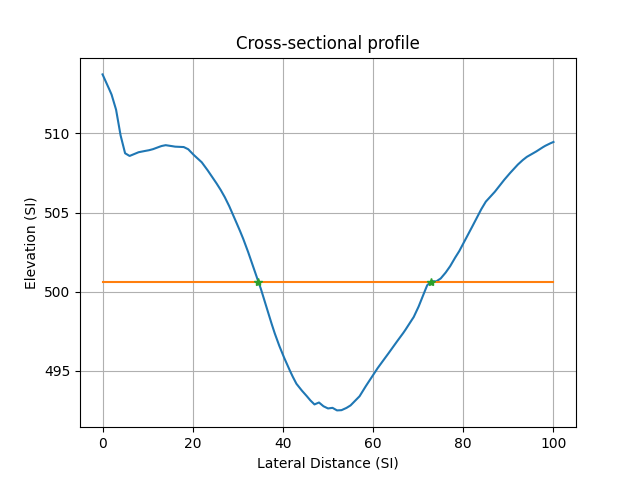 Cross-sectional profile
510
505
500
495
Elevation (SI)
0 20 40 60 80 100
Lateral Distance (SI)